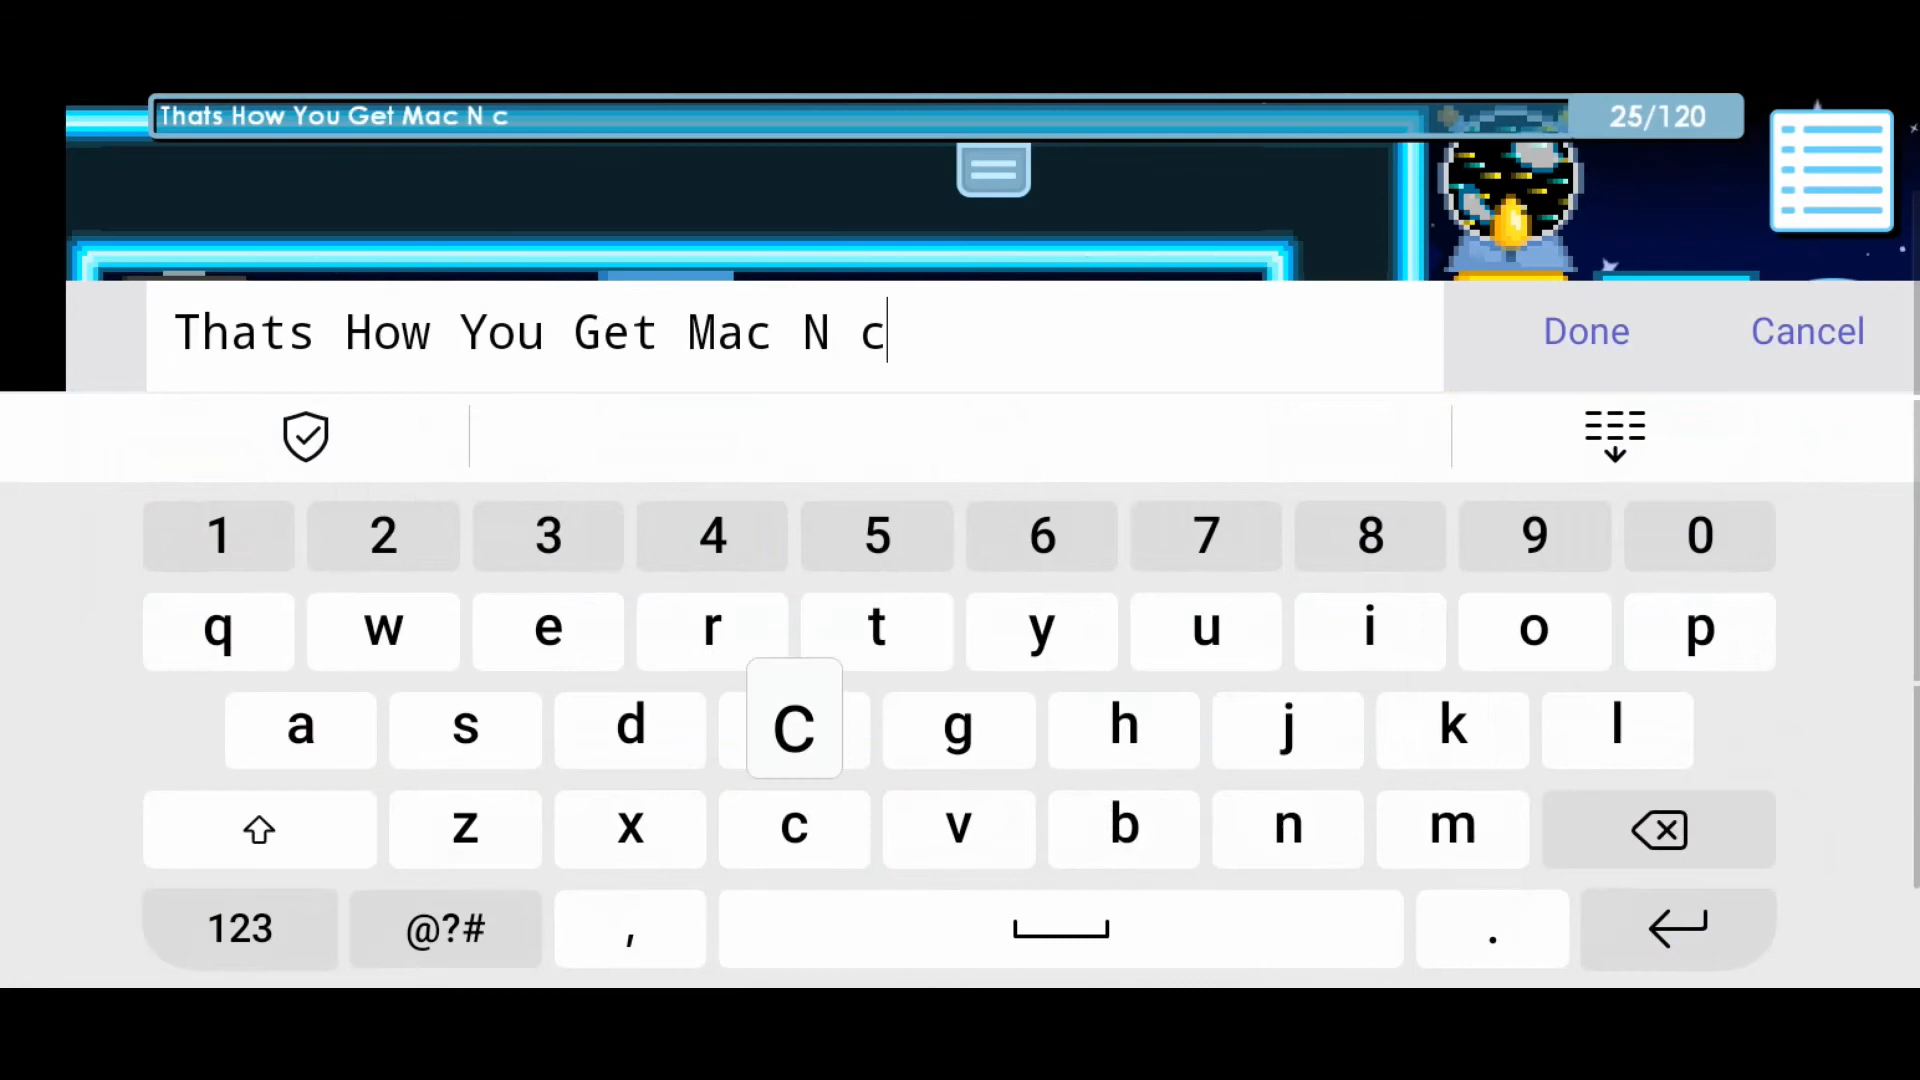 Thats How You Get Mac N c
25/120
Thats How You Get Mac N c
Done Cancel
1 2 3 4 5 6 7 8 9 0
q w e r t y u i o p
a s d C g h j k l
z x c v b n m
123 @?# , .